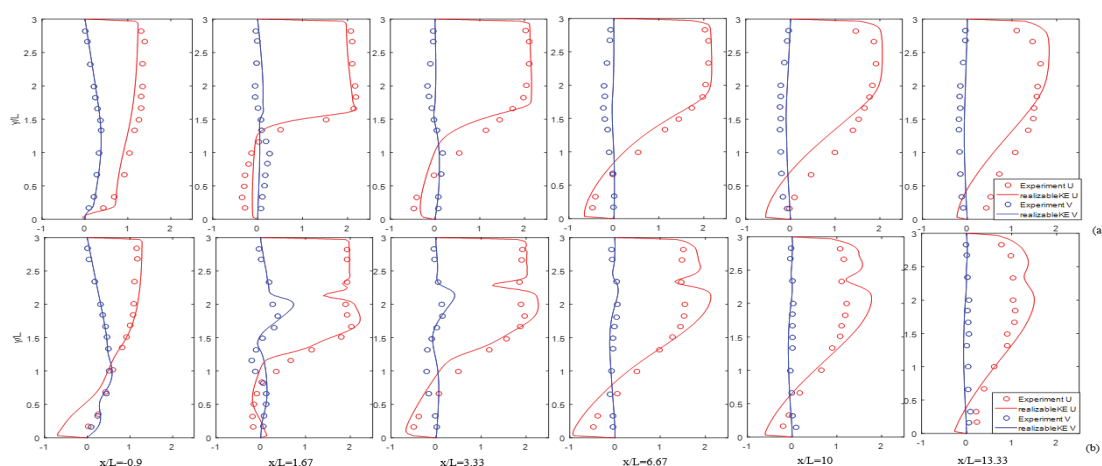 3 3 3 3 3 3
2.5 2.5 2.5 2.5 2.5 2.5
2 2 2 2 2 2
y/L
1.5 1.5 1.5 1.5 1.5 1.5
1 1 1 1 1 1
0.5 0.5 0.5 0.5 0.5 0.5
0 0 0 0 0 0
Experiment U
realizableKE U
Experiment V
realizableKE V
-1 0 1 2 -1 0 1 2 -1 0 1 2 -1 0 1 2 -1 0 1 2 -1 0 1 2
(a
3 3 3 3 3 3
2.5 2.5 2.5 2.5 2.5 2.5
2 2 2 2 2 2
y/L
1.5 1.5 1.5 1.5 1.5 1.5
1 1 1 1 1 1
0.5 0.5 0.5 0.5 0.5 0.5
0 0 0 0 0 0
Experiment U
realizableKE U
Experiment V
realizableKE V
-1 0 1 2 -1 0 1 2 -1 0 1 2 -1 0 1 2 -1 0 1 2 -1 0 1 2
(b)
x/L=-0.9 x/L=1.67 x/L=3.33 x/L=6.67 x/L=10 x/L=13.33